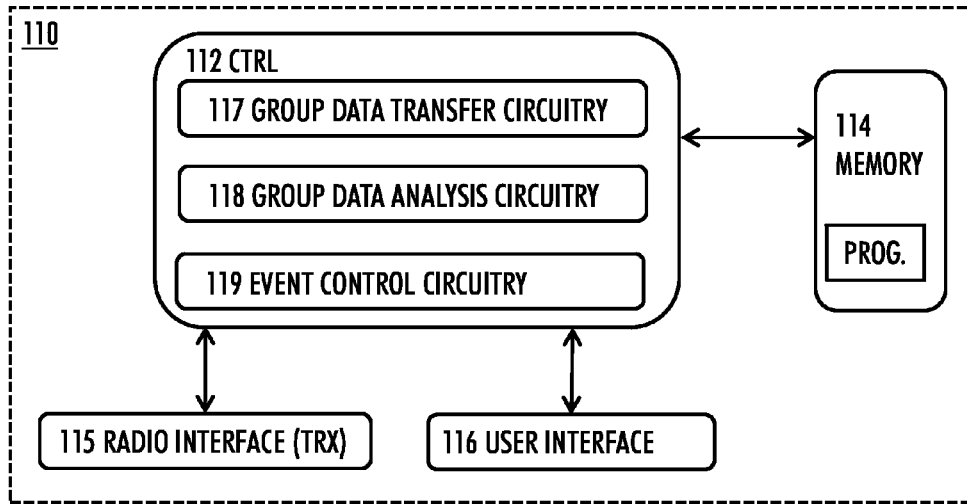 110
112 CTRL
117 GROUP DATA TRANSFER CIRCUITRY
118 GROUP DATA ANALYSIS CIRCUITRY
119 EVENT CONTROL CIRCUITRY
114
MEMORY
PROG.
115 RADIO INTERFACE (TRX)
116 USER INTERFACE